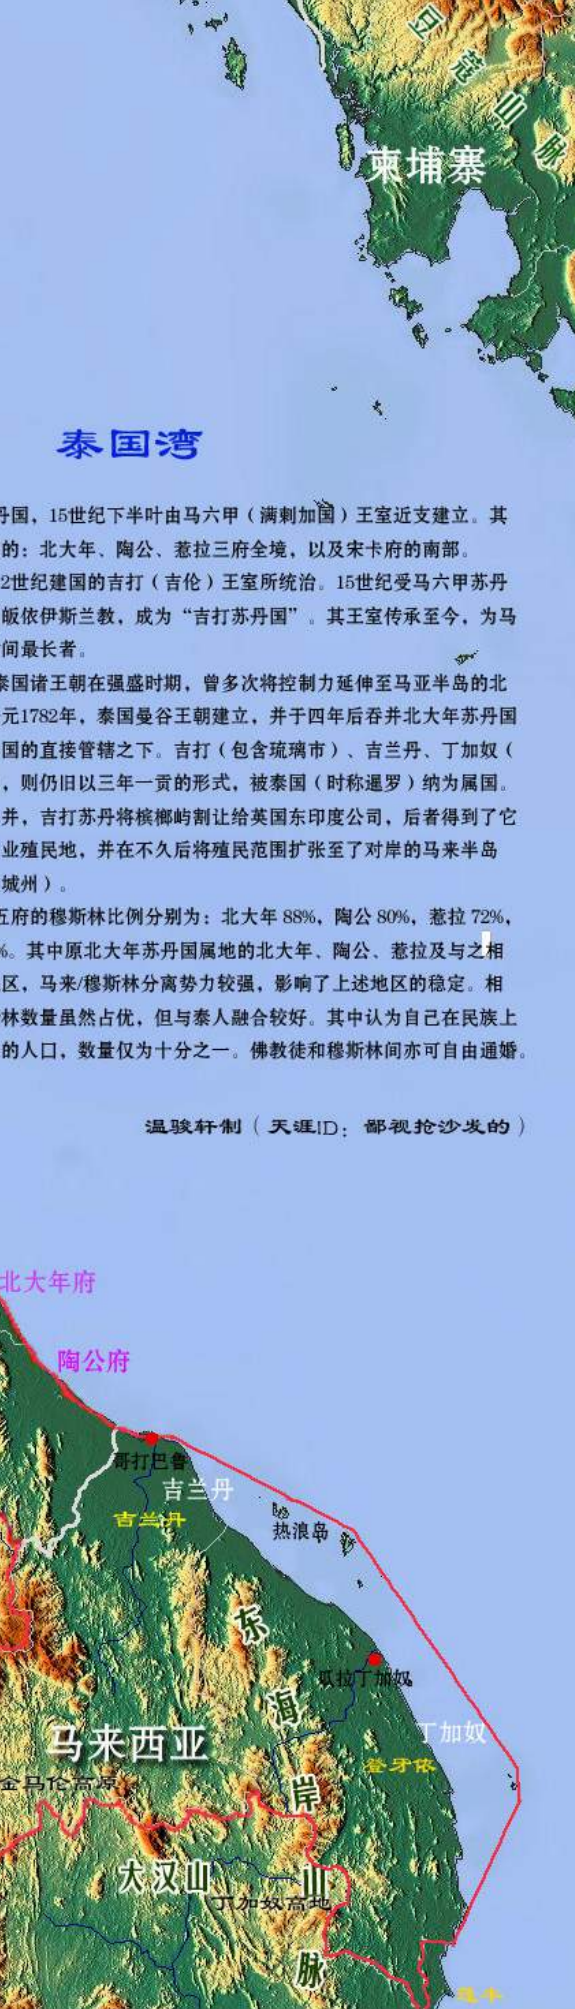 豆蔻山脉
柬埔寨
泰国湾
丹国，15世纪下半叶由马六甲（满剌加国）王室近支建立。其
的：北大年、陶公、惹拉三府全境，以及宋卡府的南部。
2世纪建国的吉打（吉伦）王室所统治。15世纪受马六甲苏丹
皈依伊斯兰教，成为“吉打苏丹国”。其王室传承至今，为马
间最长者。
泰国诸王朝在强盛时期，曾多次将控制力延伸至马亚半岛的北
元1782年，泰国曼谷王朝建立，并于四年后吞并北大年苏丹国
国的直接管辖之下。吉打（包含琉璃市）、吉兰丹、丁加奴（
，则仍旧以三年一贡的形式，被泰国（时称暹罗）纳为属国。
并，吉打苏丹将槟榔屿割让给英国东印度公司，后者得到了它
业殖民地，并在不久后将殖民范围扩张至了对岸的马来半岛
城州）。
五府的穆斯林比例分别为：北大年 88%，陶公 80%，惹拉 72%，
%。其中原北大年苏丹国属地的北大年、陶公、惹拉及与之相
区，马来/穆斯林分离势力较强，影响了上述地区的稳定。相
林数量虽然占优，但与泰人融合较好。其中认为自己在民族上
的人口，数量仅为十分之一。佛教徒和穆斯林间亦可自由通婚。
温骏轩制（天涯ID：鄙视抢沙发的）
北大年府
陶公府
哥打巴鲁
吉兰丹
吉兰丹
热浪岛
东海岸山脉
瓜拉丁加奴
丁加奴
马来西亚
登牙侬
金马伦高原
大汉山
丁加奴高地